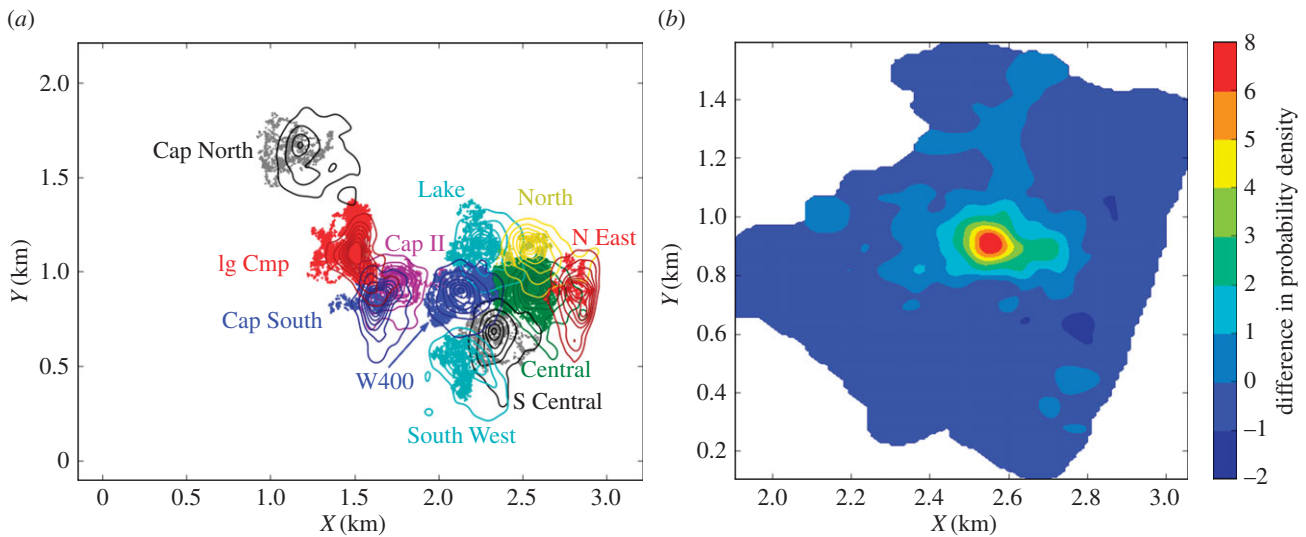 (a)
2.0
1.5
1.0
0.5
0
Y (km)
Cap North
Lake
North
Cap II
N East
lg Cmp
Cap South
W400
Central
S Central
South West
0
0.5
1.0
1.5
2.0
2.5
3.0
X (km)
(b)
1.4
1.2
1.0
0.8
0.6
0.4
0.2
Y (km)
2.0
2.2
2.4
2.6
2.8
3.0
X (km)
8
6
5
4
3
2
1
0
–1
–2
difference in probability density